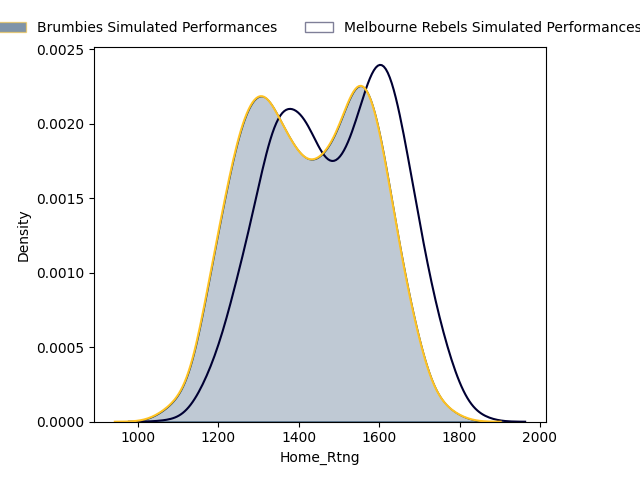 Brumbies Simulated Performances Melbourne Rebels Simulated Performances
0.0025
0.0020
0.0015
0.0010
0.0005
0.0000
Density
1000 1200 1400 1600 1800 2000
Home_Rtng